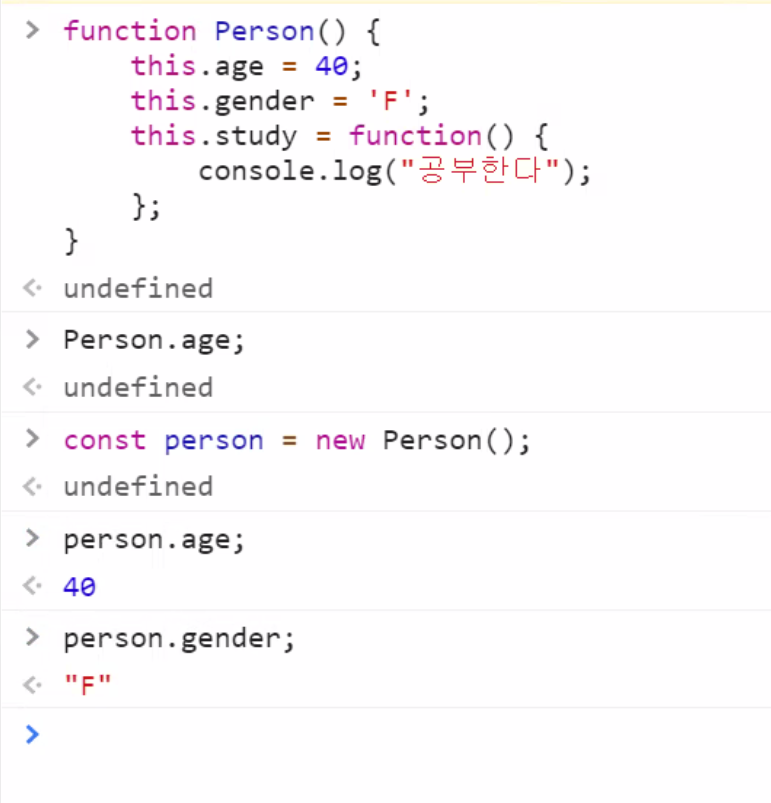 function Person() {
    this.age = 40;
    this.gender = 'F';
    this.study = function() {
        console.log("공부한다");
    };
}
undefined
Person.age;
undefined
const person = new Person();
undefined
person.age;
40
person.gender;
"F"